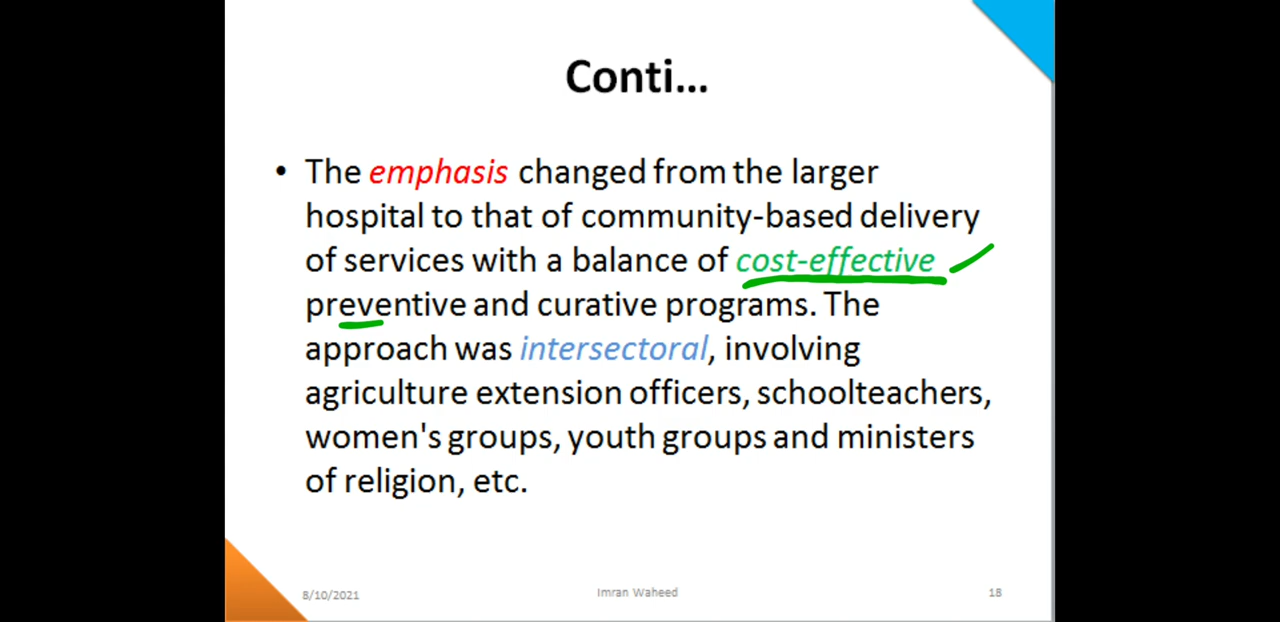 Conti...
• The emphasis changed from the larger
hospital to that of community-based delivery
of services with a balance of cost-effective
preventive and curative programs. The
approach was intersectoral, involving
agriculture extension officers, schoolteachers,
women's groups, youth groups and ministers
of religion, etc.
8/10/2021
Imran Waheed
18